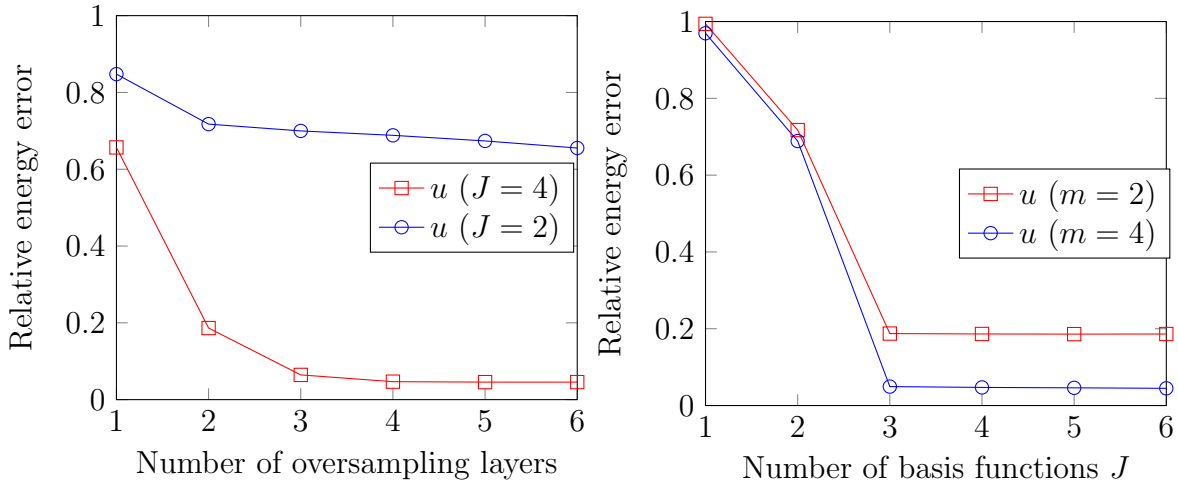 1
0.8
0.6
0.4
0.2
0
Relative energy error
1 2 3 4 5 6
Number of oversampling layers
u (J = 4)
u (J = 2)
1
0.8
0.6
0.4
0.2
0
Relative energy error
1 2 3 4 5 6
Number of basis functions J
u (m = 2)
u (m = 4)